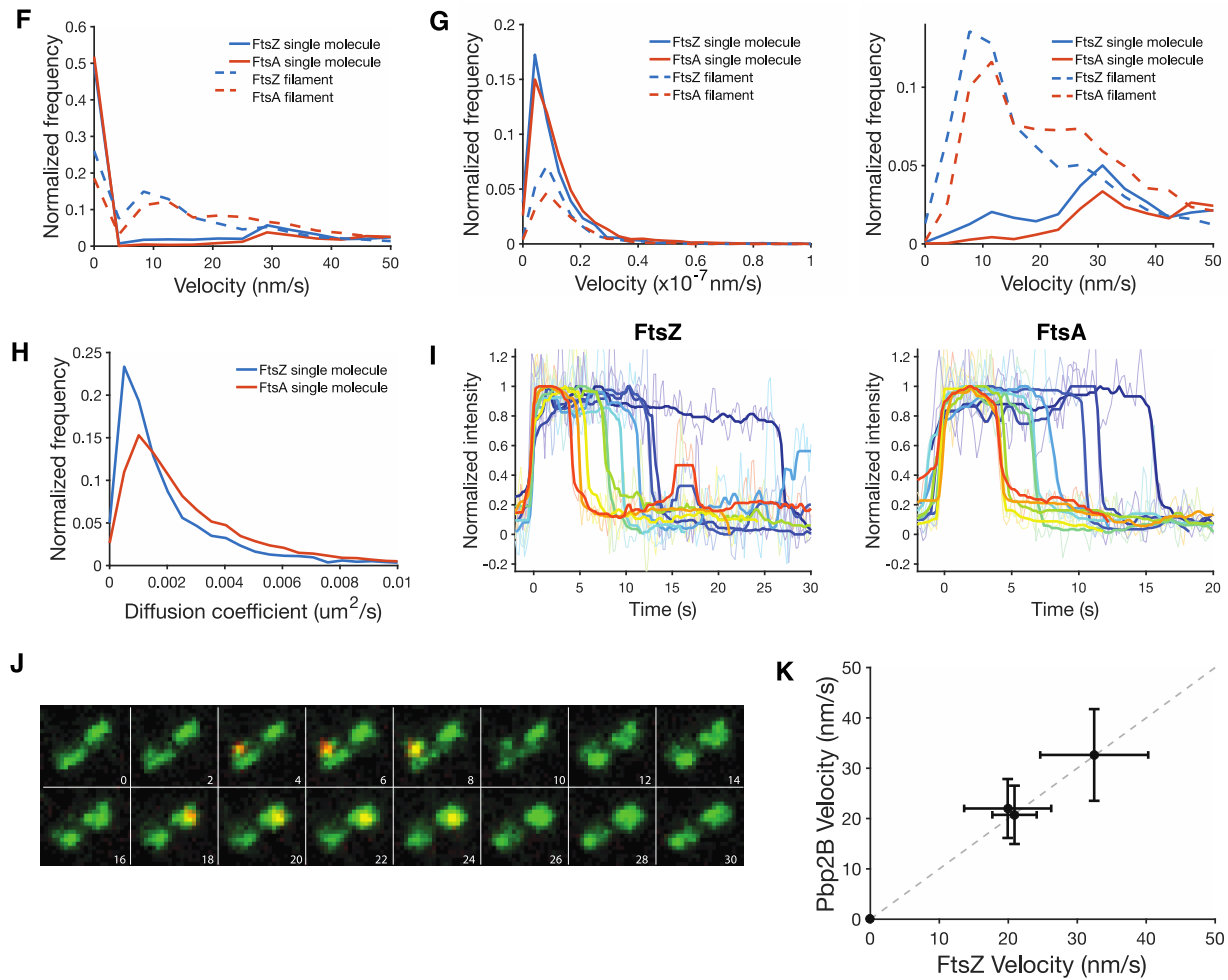 F
Normalized frequency
0.6
0.5
0.4
0.3
0.2
0.1
0
0 10 20 30 40 50
Velocity (nm/s)
FtsZ single molecule
FtsA single molecule
FtsZ filament
FtsA filament
G
Normalized frequency
0.2
0.15
0.1
0.05
0
0 0.2 0.4 0.6 0.8 1
Velocity (x10-7 nm/s)
FtsZ single molecule
FtsA single molecule
FtsZ filament
FtsA filament
Normalized frequency
0.1
0.05
0
0 10 20 30 40 50
Velocity (nm/s)
FtsZ single molecule
FtsA single molecule
FtsZ filament
FtsA filament
H
Normalized frequency
0.25
0.2
0.15
0.1
0.05
0
0 0.002 0.004 0.006 0.008 0.01
Diffusion coefficient (um2/s)
FtsZ single molecule
FtsA single molecule
I
FtsZ
Normalized intensity
1.2
1
0.8
0.6
0.4
0.2
0
-0.2
0 5 10 15 20 25 30
Time (s)
FtsA
Normalized intensity
1.2
1
0.8
0.6
0.4
0.2
0
-0.2
0 5 10 15 20
Time (s)
J
0 2 4 6 8 10 12 14
16 18 20 22 24 26 28 30
K
Pbp2B Velocity (nm/s)
50
40
30
20
10
0
0 10 20 30 40 50
FtsZ Velocity (nm/s)